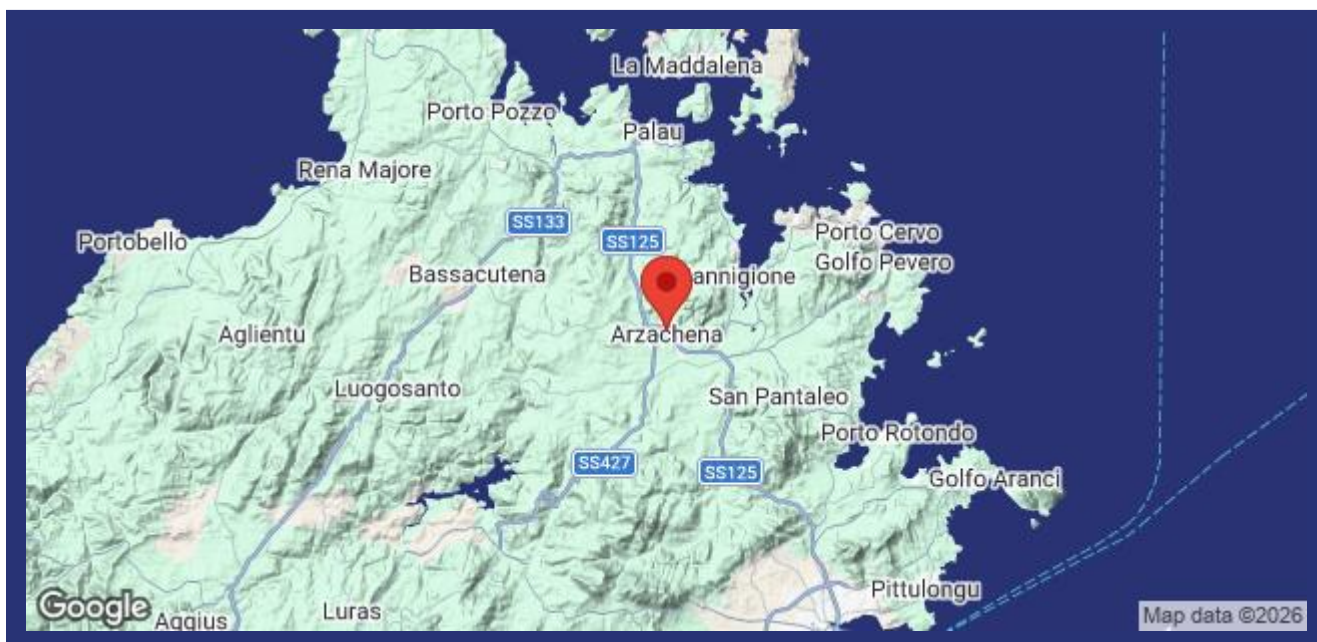 La Maddalena
Porto Pozzo
Palau
Rena Majore
SS133
Portobello
SS125
Porto Cervo
Golfo Pevero
Bassacutena
annigione
Aglientu
Arzachena
Luogosanto
San Pantaleo
Porto Rotondo
SS427
SS125
Golfo Aranci
Pittulongu
Google
Luras
Aggius
Map data ©2026